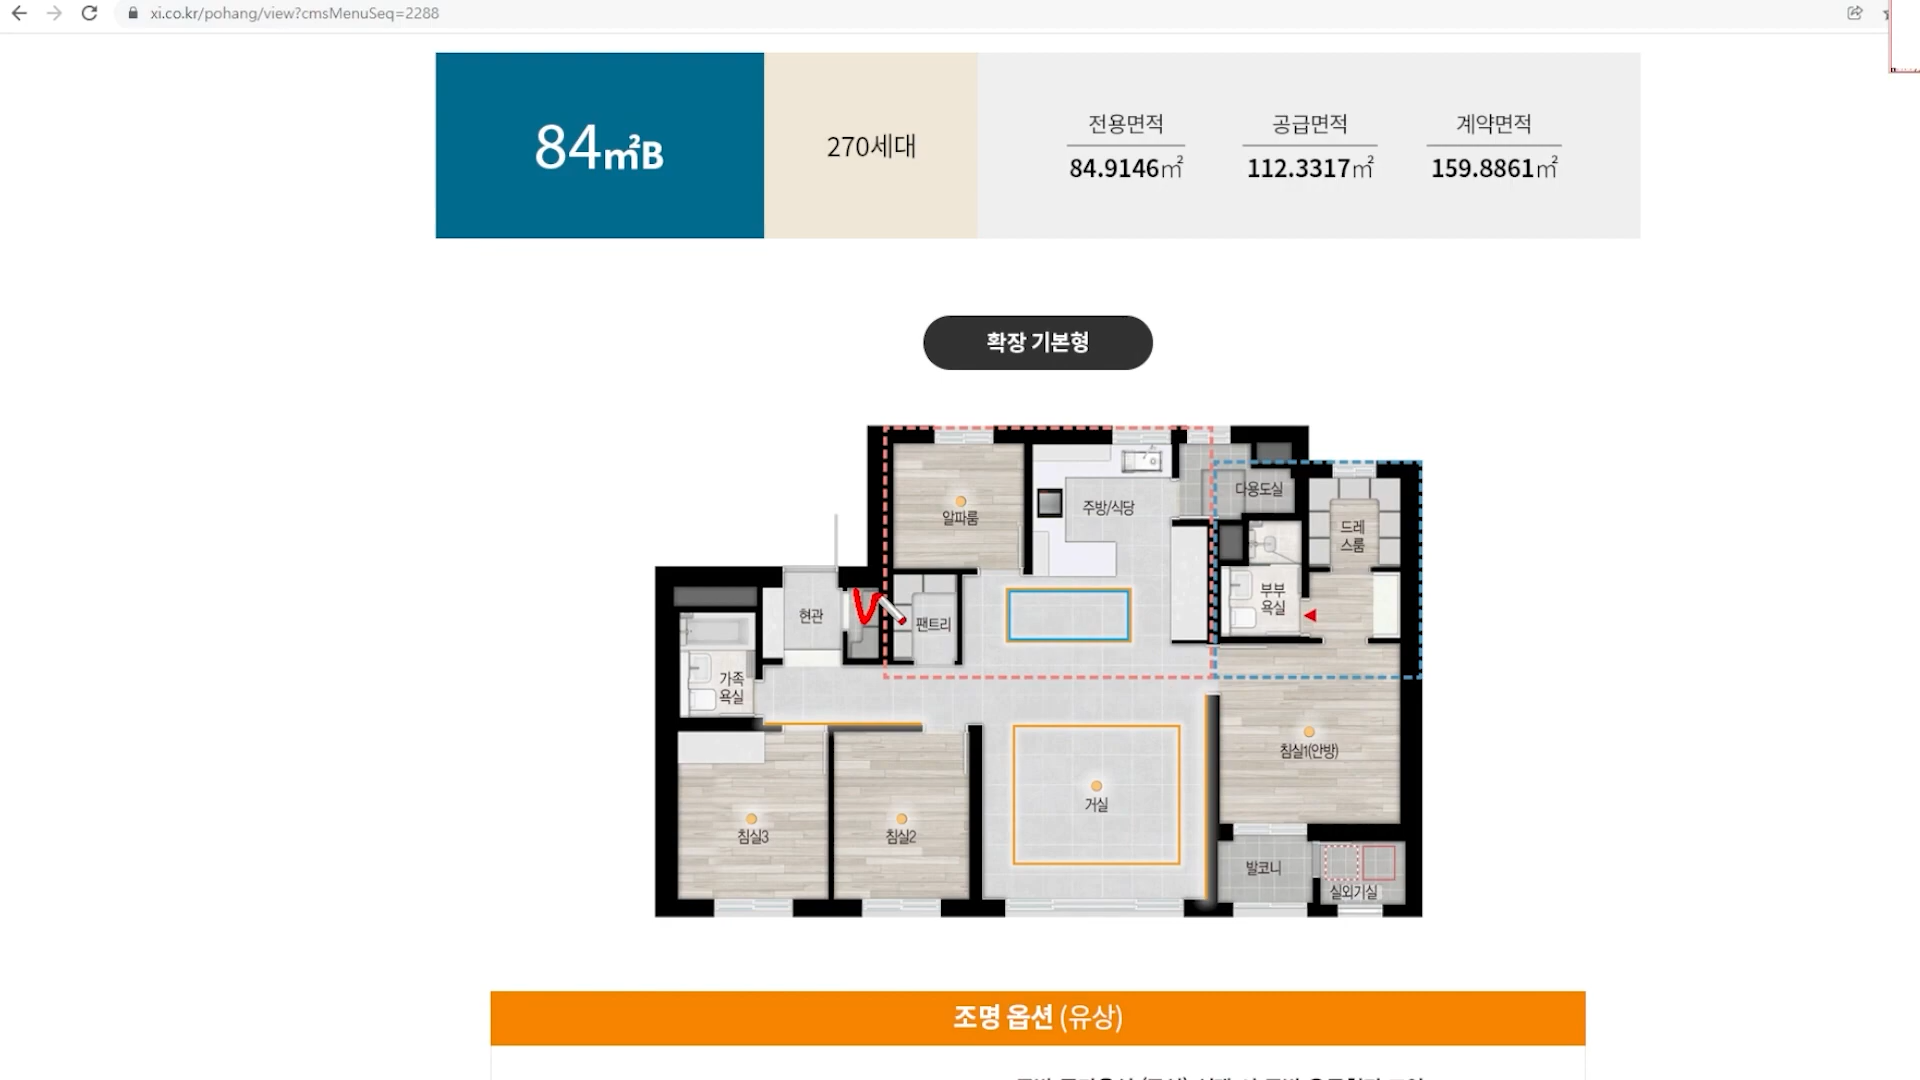 xi.co.kr/pohang/view?cmsMenuSeq=2288
84㎡B
270세대
전용면적
84.9146㎡
공급면적
112.3317㎡
계약면적
159.8861㎡
확장 기본형
알파룸
주방/식당
다용도실
드레
스룸
부부
욕실
현관
팬트리
가족
욕실
침실1(안방)
거실
침실3
침실2
발코니
실외기실
조명 옵션 (유상)